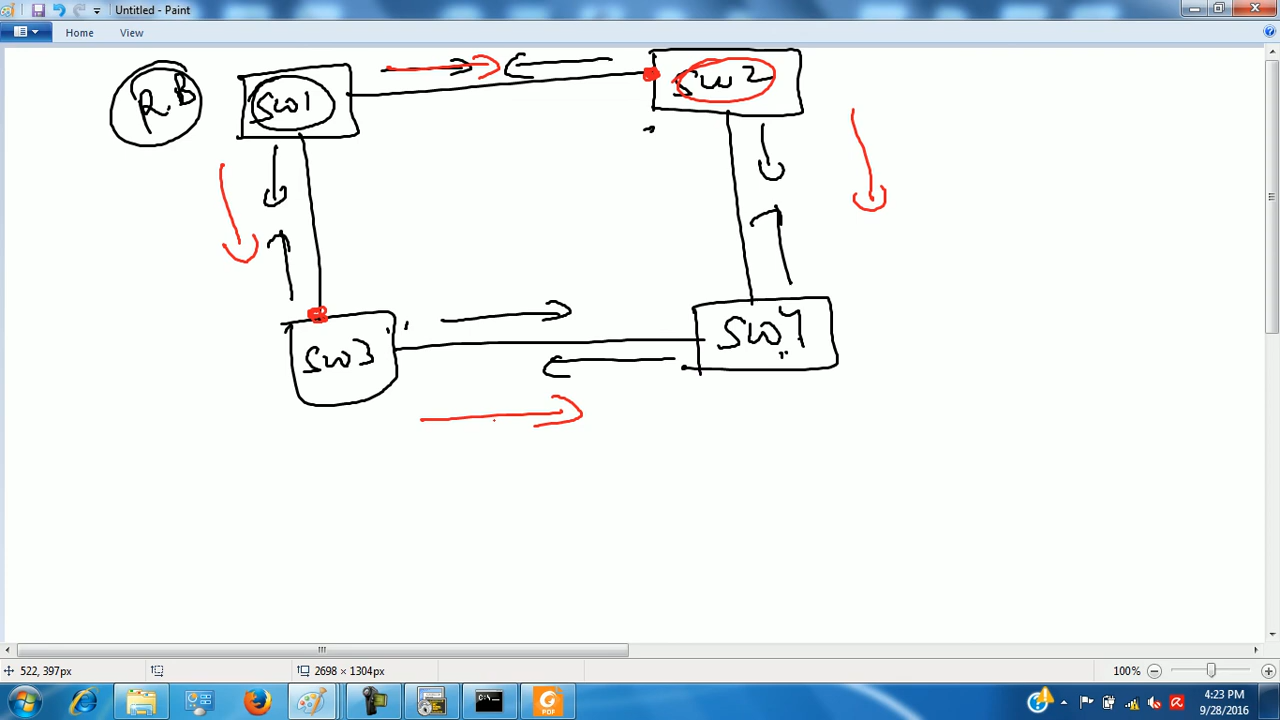 Untitled - Paint
Home
View
R.B
SW1
SW2
SW3
SW4
522, 397px
2698 × 1304px
100%
PDF
4:23 PM
9/28/2016